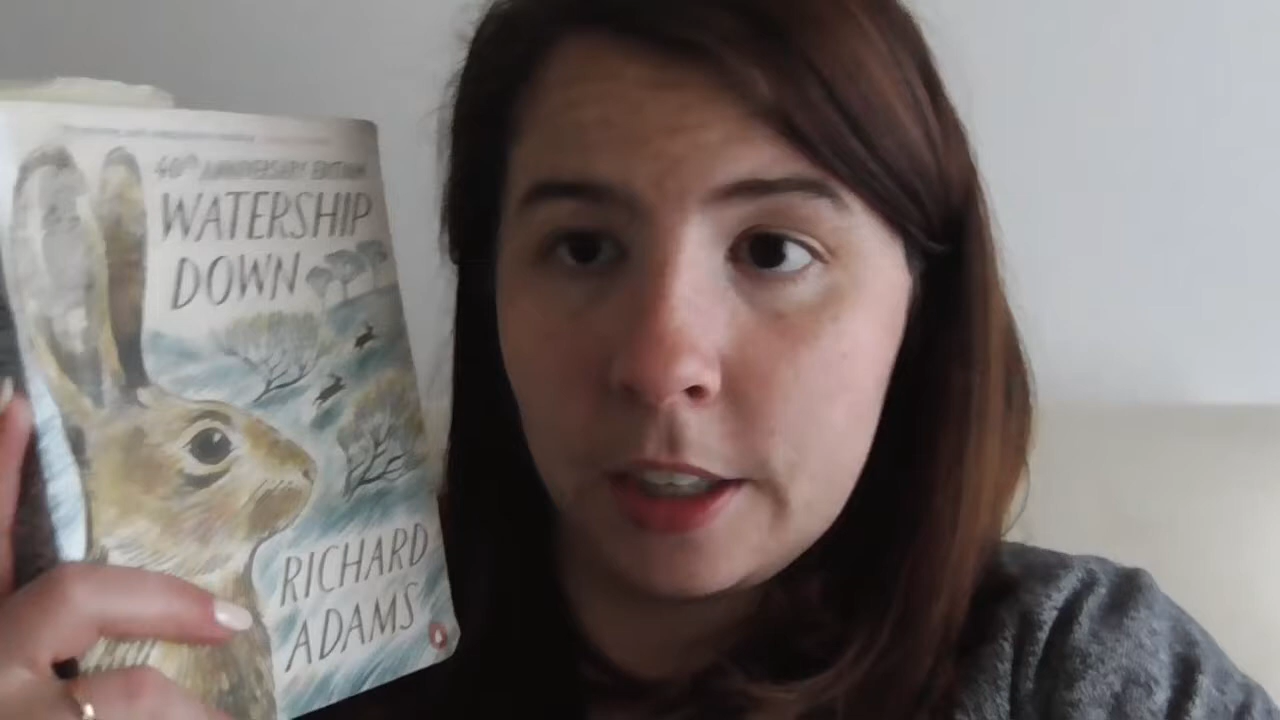 40TH ANNIVERSARY EDITION
WATERSHIP
DOWN
RICHARD
ADAMS